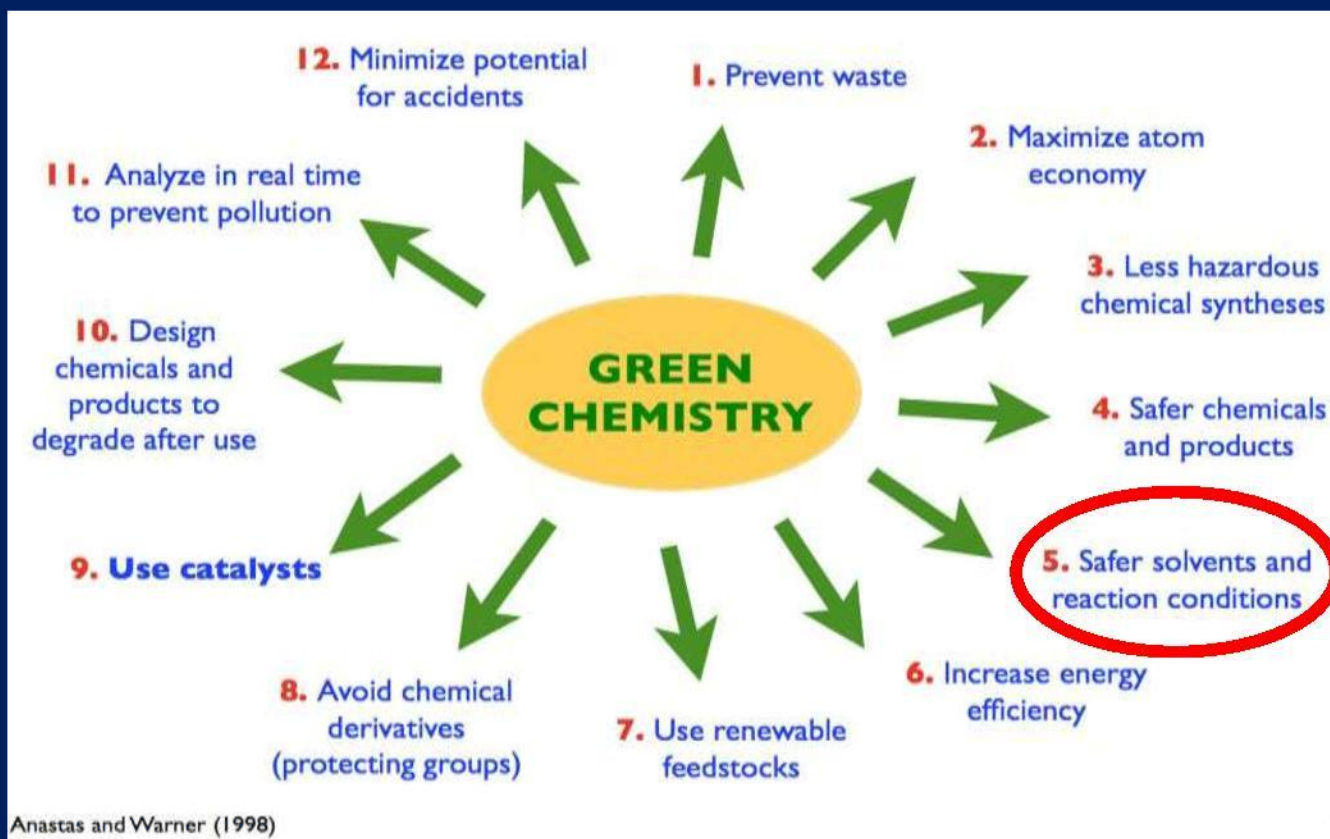 GREEN
CHEMISTRY
1. Prevent waste
2. Maximize atom
economy
3. Less hazardous
chemical syntheses
4. Safer chemicals
and products
5. Safer solvents and
reaction conditions
6. Increase energy
efficiency
7. Use renewable
feedstocks
8. Avoid chemical
derivatives
(protecting groups)
9. Use catalysts
10. Design
chemicals and
products to
degrade after use
11. Analyze in real time
to prevent pollution
12. Minimize potential
for accidents
Anastas and Warner (1998)